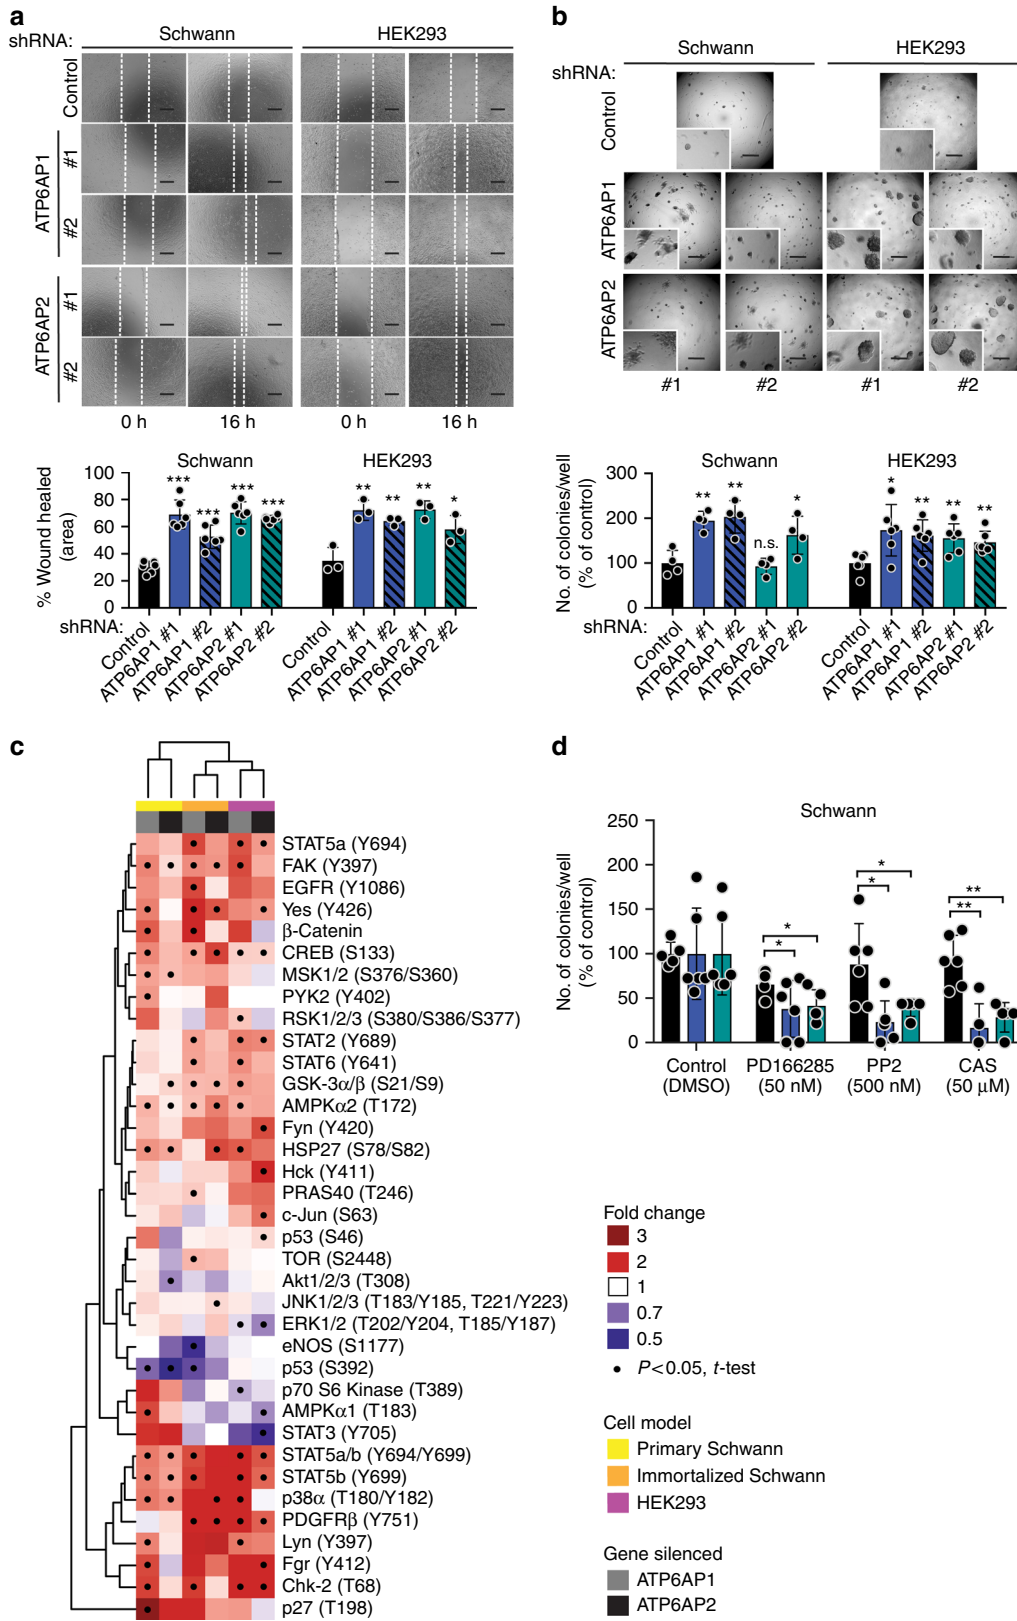 a
shRNA:
Schwann
HEK293
Control
ATP6AP1
#1
#2
ATP6AP2
#1
#2
0 h
16 h
0 h
16 h
% Wound healed
(area)
100
80
60
40
20
0
Schwann
HEK293
***
***
***
***
**
**
**
*
shRNA:
Control
ATP6AP1 #1
ATP6AP1 #2
ATP6AP2 #1
ATP6AP2 #2
Control
ATP6AP1 #1
ATP6AP1 #2
ATP6AP2 #1
ATP6AP2 #2
b
Schwann
HEK293
shRNA:
Control
ATP6AP1
ATP6AP2
#1
#2
#1
#2
No. of colonies/well
(% of control)
300
200
100
0
Schwann
HEK293
**
**
n.s.
*
*
**
**
**
shRNA:
Control
ATP6AP1 #1
ATP6AP1 #2
ATP6AP2 #1
ATP6AP2 #2
Control
ATP6AP1 #1
ATP6AP1 #2
ATP6AP2 #1
ATP6AP2 #2
c
STAT5a (Y694)
FAK (Y397)
EGFR (Y1086)
Yes (Y426)
β-Catenin
CREB (S133)
MSK1/2 (S376/S360)
PYK2 (Y402)
RSK1/2/3 (S380/S386/S377)
STAT2 (Y689)
STAT6 (Y641)
GSK-3α/β (S21/S9)
AMPKα2 (T172)
Fyn (Y420)
HSP27 (S78/S82)
Hck (Y411)
PRAS40 (T246)
c-Jun (S63)
p53 (S46)
TOR (S2448)
Akt1/2/3 (T308)
JNK1/2/3 (T183/Y185, T221/Y223)
ERK1/2 (T202/Y204, T185/Y187)
eNOS (S1177)
p53 (S392)
p70 S6 Kinase (T389)
AMPKα1 (T183)
STAT3 (Y705)
STAT5a/b (Y694/Y699)
STAT5b (Y699)
p38α (T180/Y182)
PDGFRβ (Y751)
Lyn (Y397)
Fgr (Y412)
Chk-2 (T68)
p27 (T198)
d
Schwann
No. of colonies/well
(% of control)
250
200
150
100
50
0
*
*
*
*
**
**
Control
(DMSO)
PD166285
(50 nM)
PP2
(500 nM)
CAS
(50 μM)
Fold change
3
2
1
0.7
0.5
P<0.05, t-test
Cell model
Primary Schwann
Immortalized Schwann
HEK293
Gene silenced
ATP6AP1
ATP6AP2